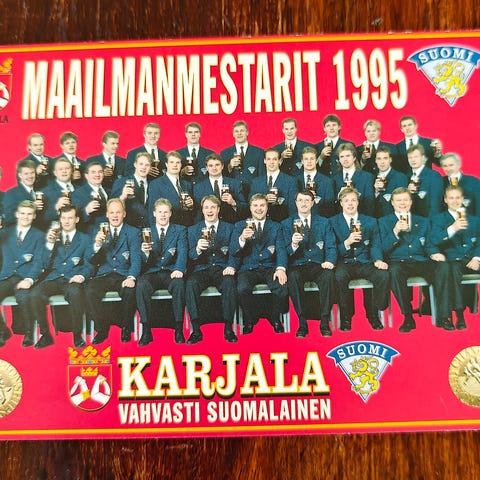 MAAILMANMESTARIT 1995
SUOMI
KARJALA
VAHVASTI SUOMALAINEN
SUOMI